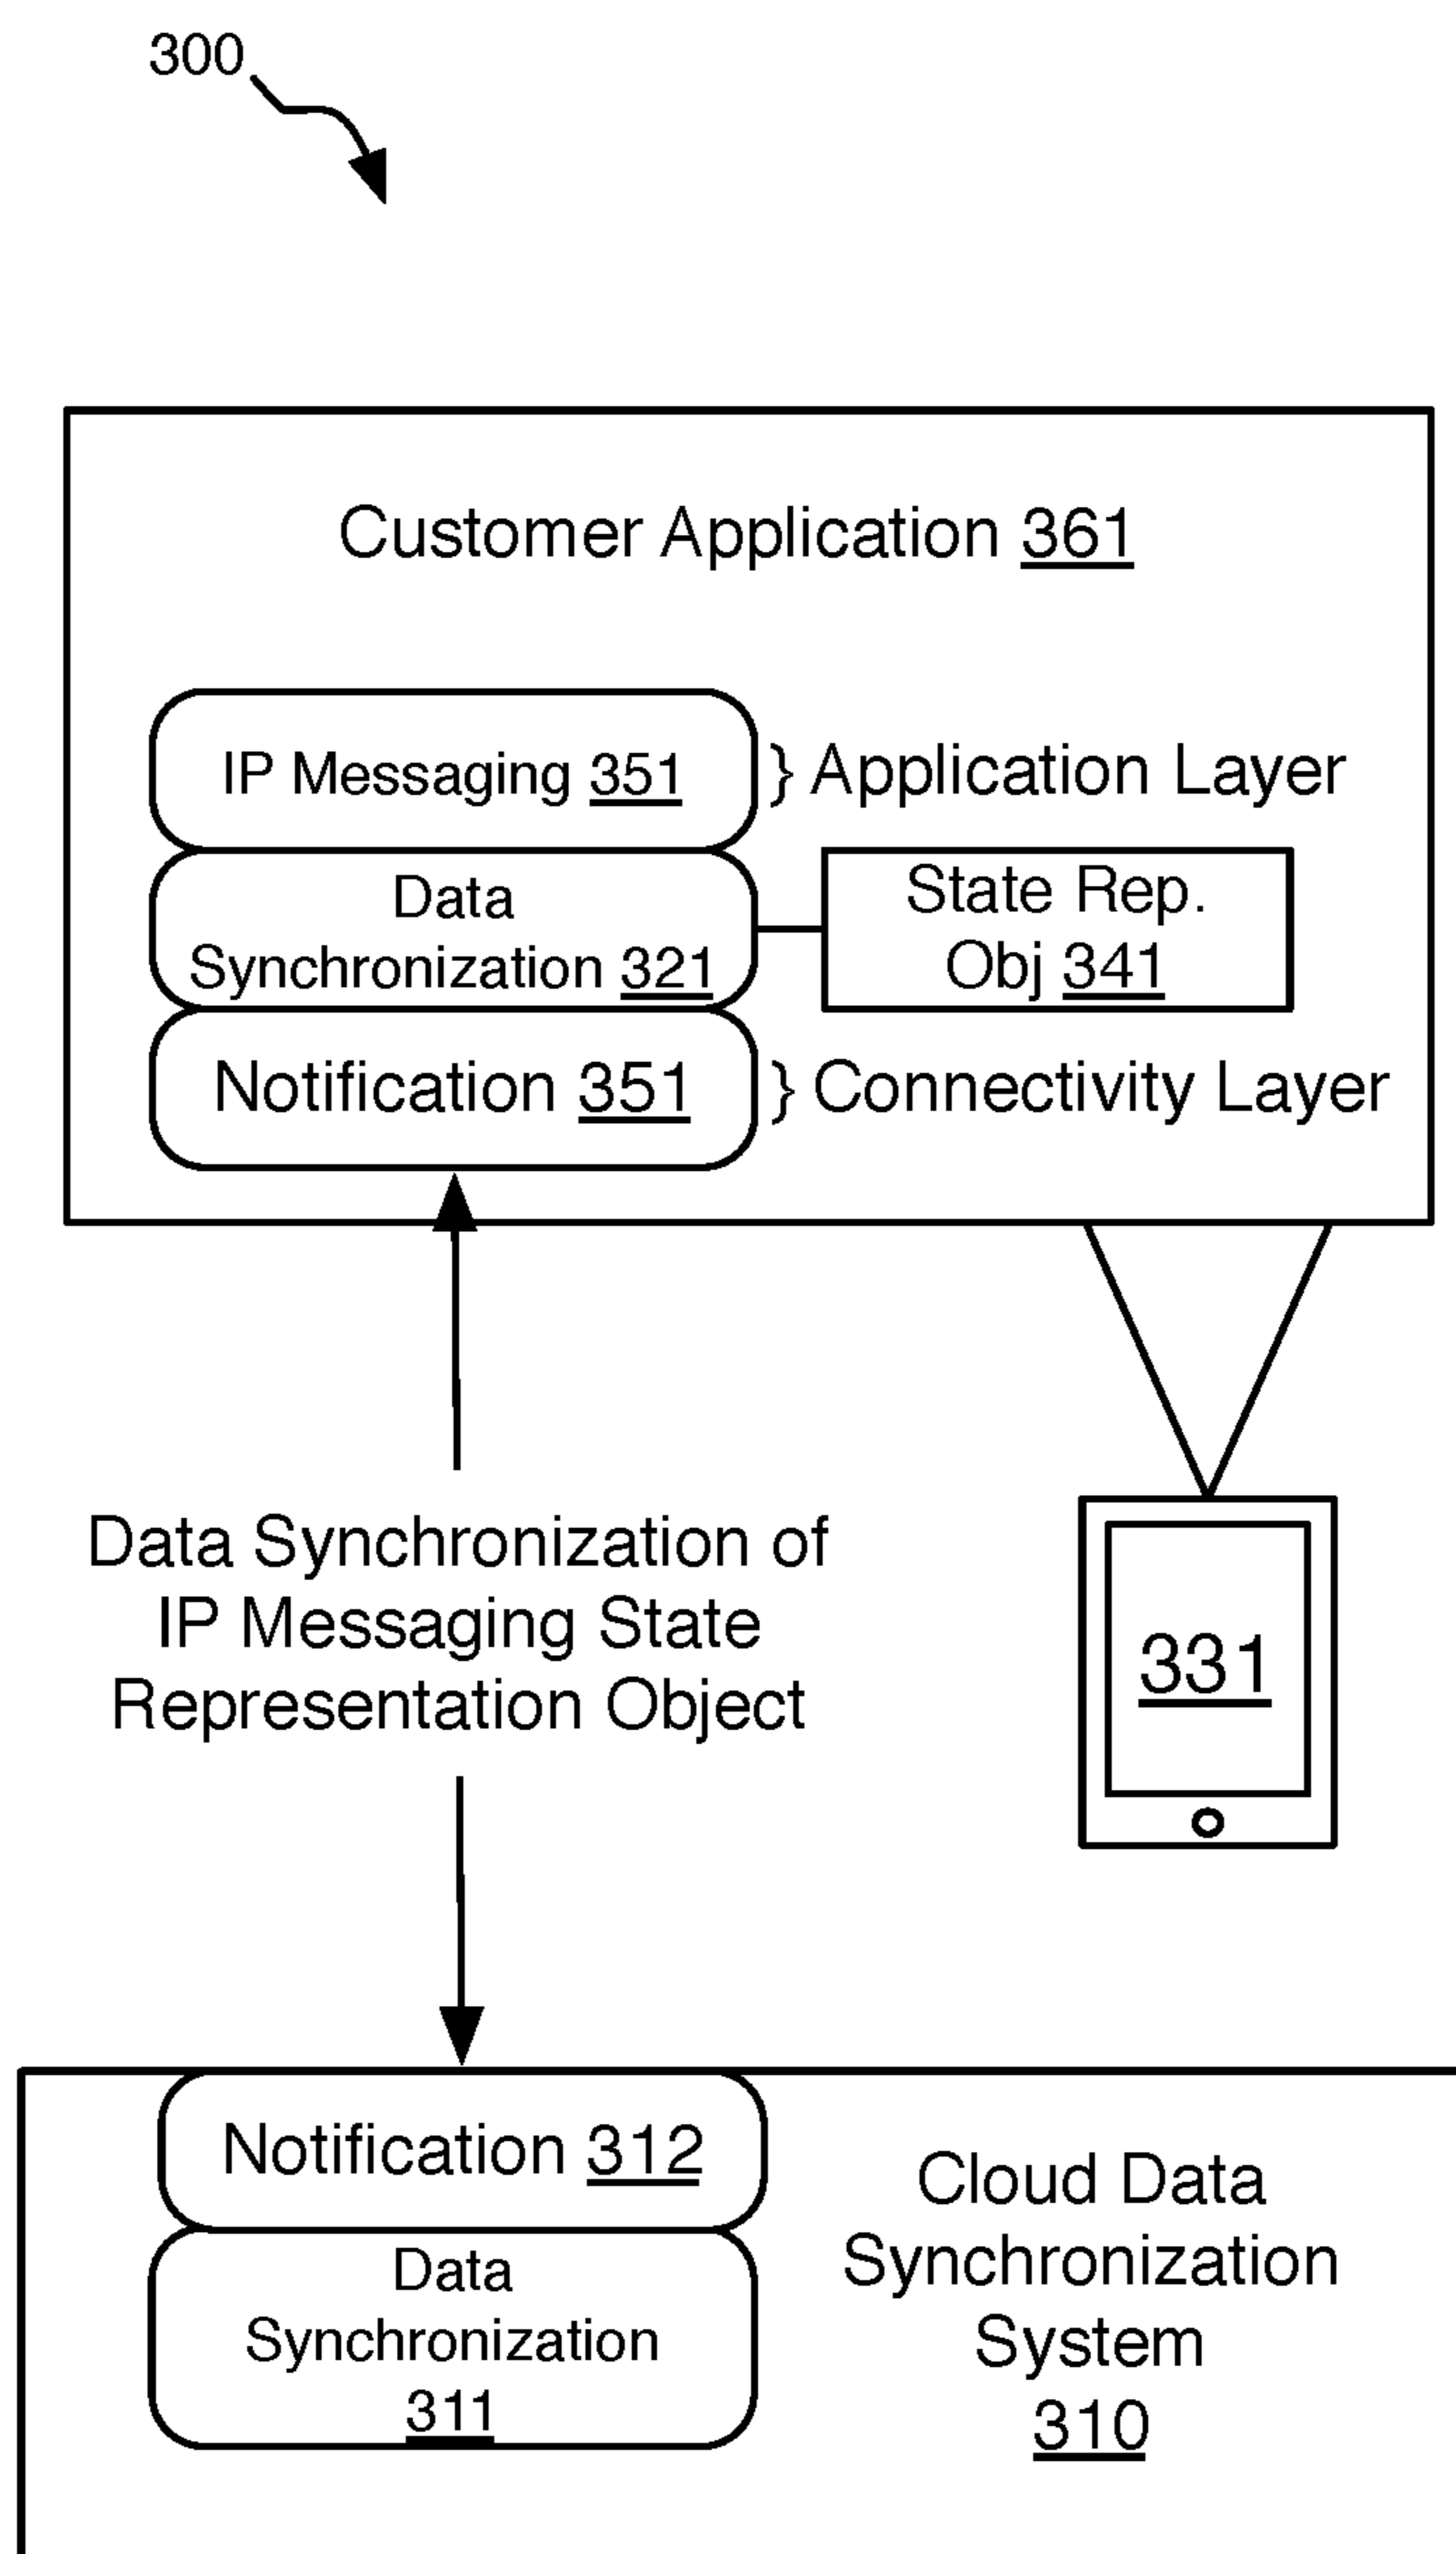 300
Customer Application 361
IP Messaging 351 } Application Layer
Data
Synchronization 321
State Rep.
Obj 341
Notification 351 } Connectivity Layer
Data Synchronization of
IP Messaging State
Representation Object
331
Notification 312
Data
Synchronization
311
Cloud Data
Synchronization
System
310